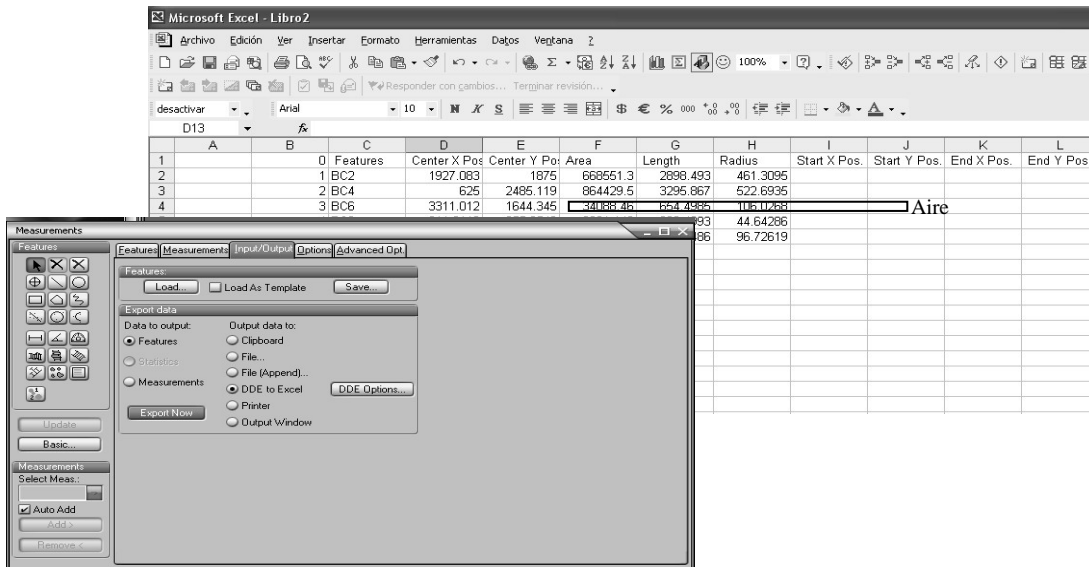 Microsoft Excel - Libro2
Archivo Edición Ver Insertar Formato Herramientas Datos Ventana ?
100%
Responder con cambios... Terminar revisión...
desactivar Arial 10 N K S $ € % 000
D13 fx
A B C D E F G H I J K L
1 0 Features Center X Pos Center Y Po: Area Length Radius Start X Pos. Start Y Pos. End X Pos. End Y Pos
2 1 BC2 1927.083 1875 668551.3 2898.493 461.3095
3 2 BC4 625 2485.119 864429.5 3295.867 522.6935
4 3 BC6 3311.012 1644.345 34088.46 654.4985 106.0268 Aire
993 44.64286
486 96.72619
Measurements
Features
Features Measurements Input/Output Options Advanced Opt.
Features:
Load... Load As Template Save...
Export data
Data to output: Output data to:
Features Clipboard
Statistics File...
File (Append)...
Measurements DDE to Excel DDE Options...
Printer
Export Now Output Window
Update
Basic...
Measurements
Select Meas.:
Auto Add
Add >
Remove <